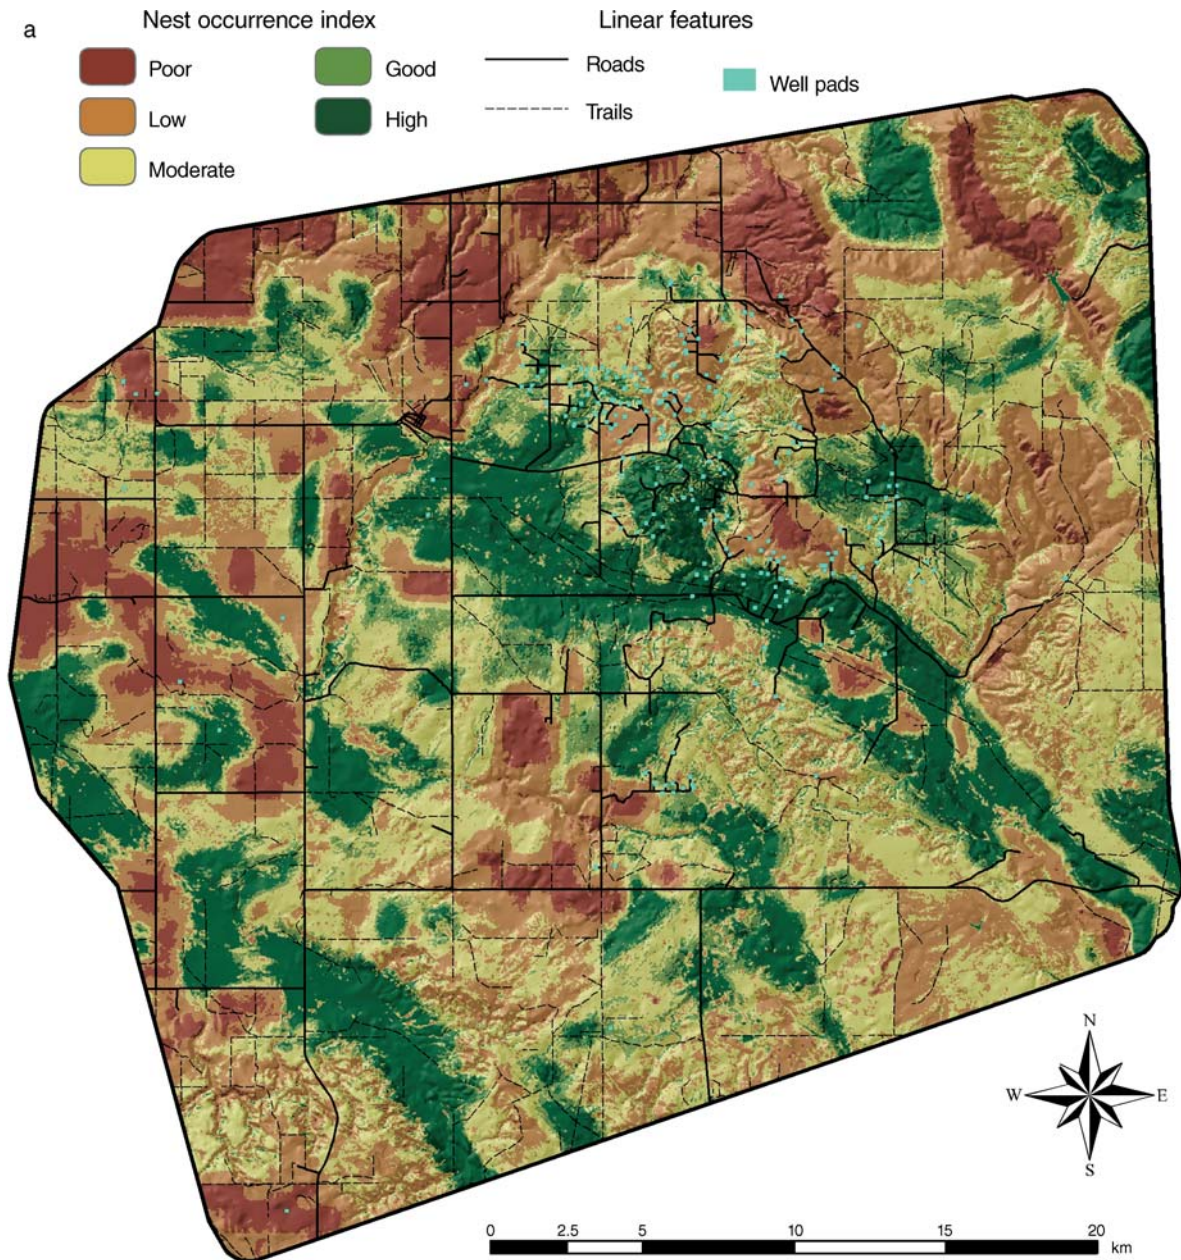 a
Nest occurrence index
Linear features
Poor
Good
Roads
Well pads
Low
High
Trails
Moderate
N
W
E
S
0 2.5 5 10 15 20
km